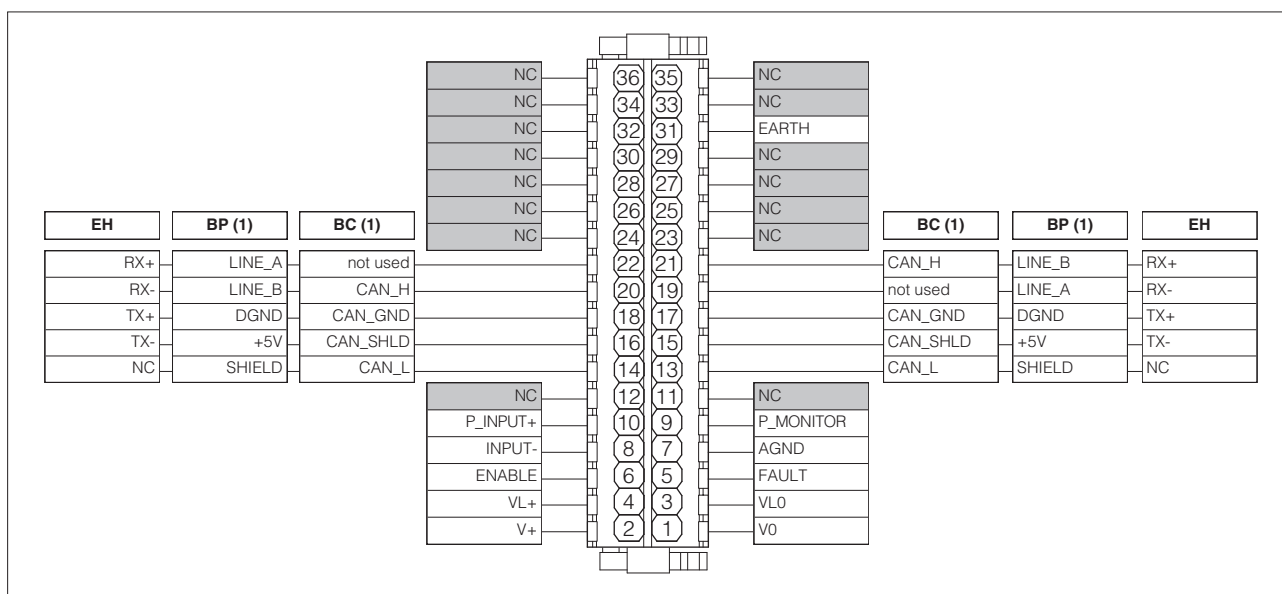 NC 36 35 NC
NC 34 33 NC
NC 32 31 EARTH
NC 30 29 NC
NC 28 27 NC
NC 26 25 NC
EH BP (1) BC (1) NC 24 23 NC BC (1) BP (1) EH
RX+ LINE_A not used 22 21 CAN_H LINE_B RX+
RX- LINE_B CAN_H 20 19 not used LINE_A RX-
TX+ DGND CAN_GND 18 17 CAN_GND DGND TX+
TX- +5V CAN_SHLD 16 15 CAN_SHLD +5V TX-
NC SHIELD CAN_L 14 13 CAN_L SHIELD NC
NC 12 11 NC
P_INPUT+ 10 9 P_MONITOR
INPUT- 8 7 AGND
ENABLE 6 5 FAULT
VL+ 4 3 VL0
V+ 2 1 V0